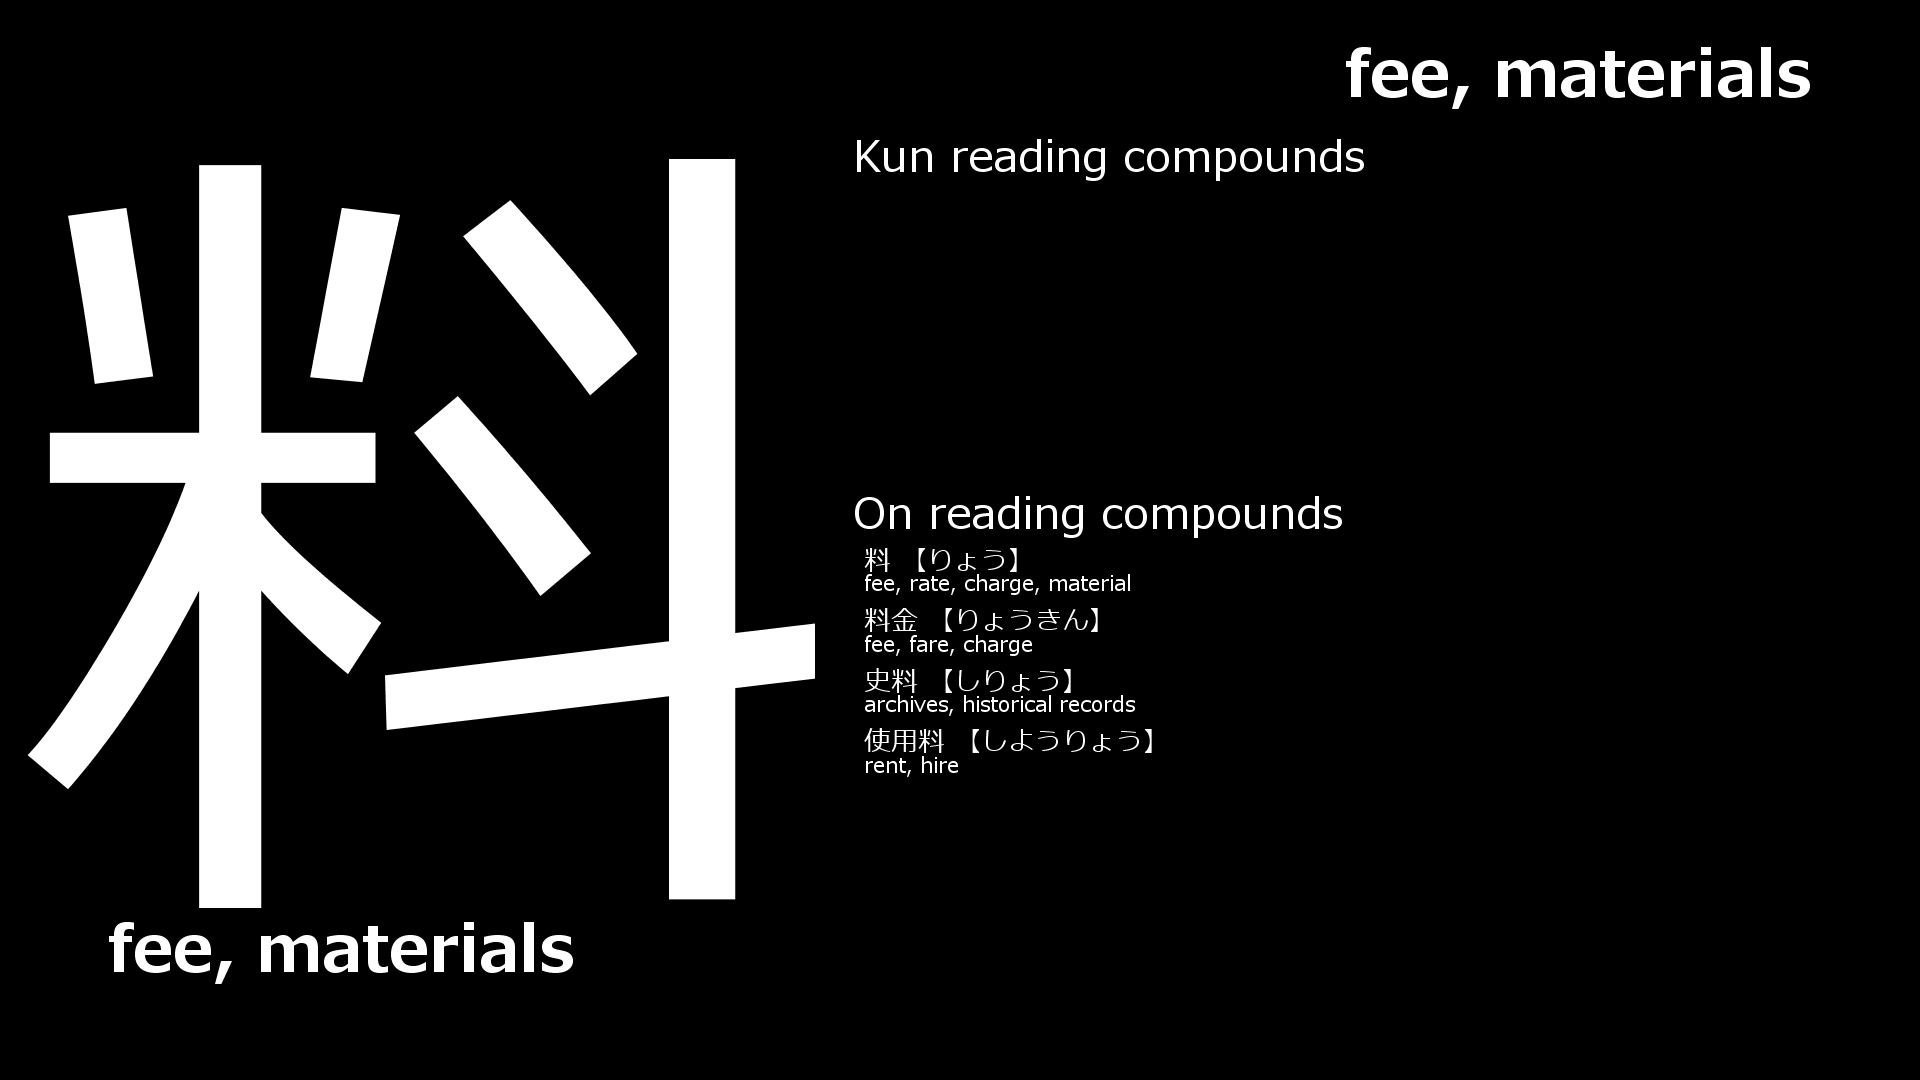 fee, materials
料
fee, materials
Kun reading compounds
On reading compounds
料 【りょう】
fee, rate, charge, material
料金 【りょうきん】
fee, fare, charge
史料 【しりょう】
archives, historical records
使用料 【しようりょう】
rent, hire